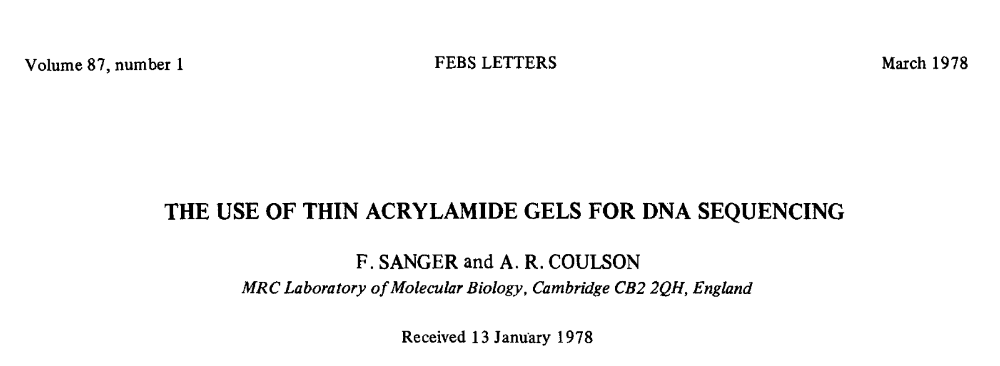 Volume 87, number 1
FEBS LETTERS
March 1978
THE USE OF THIN ACRYLAMIDE GELS FOR DNA SEQUENCING
F. SANGER and A. R. COULSON
MRC Laboratory of Molecular Biology, Cambridge CB2 2QH, England
Received 13 January 1978